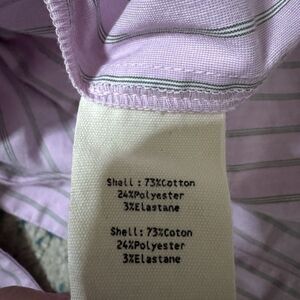 Shell : 73%Cotton
24%Polyester
3%Elastane
Shell : 73%Coton
24%Polyester
3%Elastane